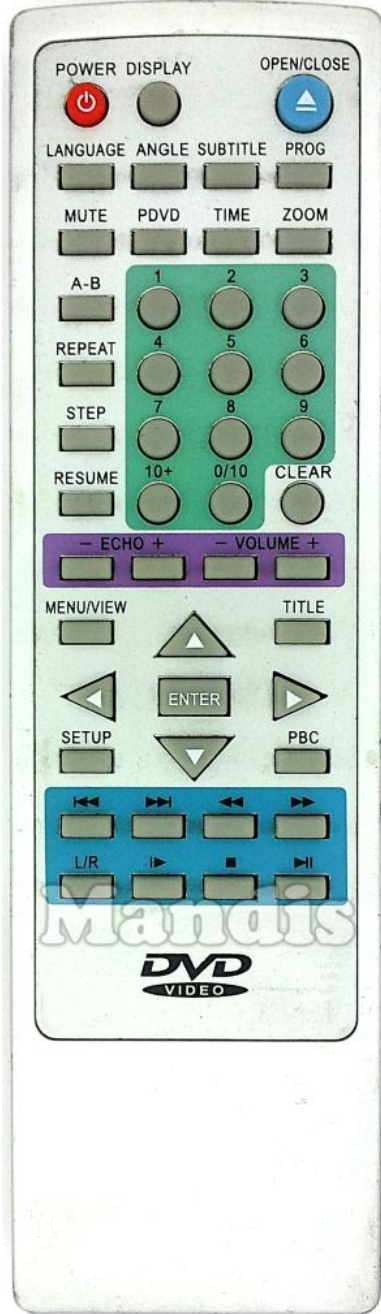 POWER DISPLAY OPEN/CLOSE
LANGUAGE ANGLE SUBTITLE PROG
MUTE PDVD TIME ZOOM
A-B 1 2 3
REPEAT 4 5 6
STEP 7 8 9
RESUME 10+ 0/10 CLEAR
- ECHO + - VOLUME +
MENU/VIEW TITLE
ENTER
SETUP PBC
L/R
Mandis
DVD
VIDEO